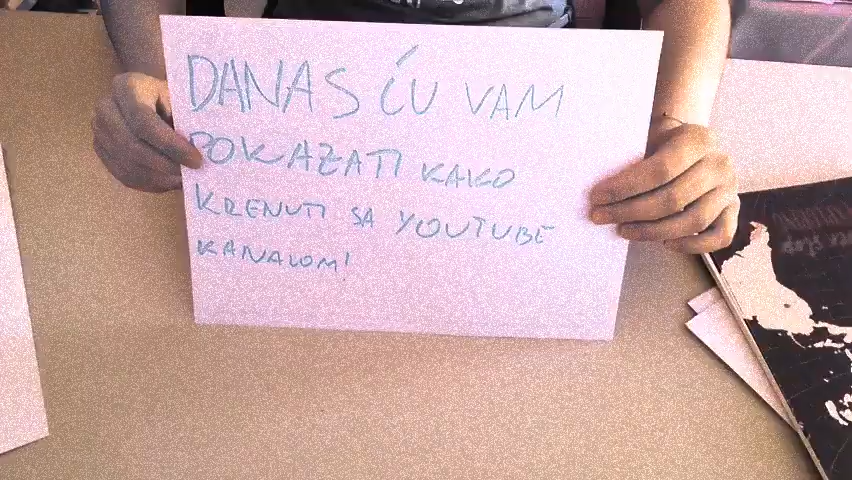 DANAS ĆU VAM
POKAZATI KAKO
KRENUTI SA YOUTUBE
KANALOM!